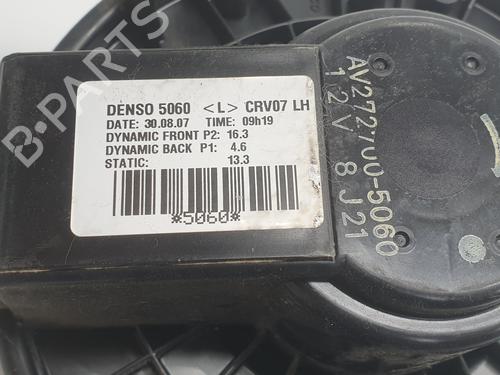 B-PARTS
DENSO 5060 <L> CRV07 LH
DATE: 30.08.07 TIME: 09h19
DYNAMIC FRONT P2: 16.3
DYNAMIC BACK P1: 4.6
STATIC: 13.3
*5060*
AV272700-5060
12V 8J21